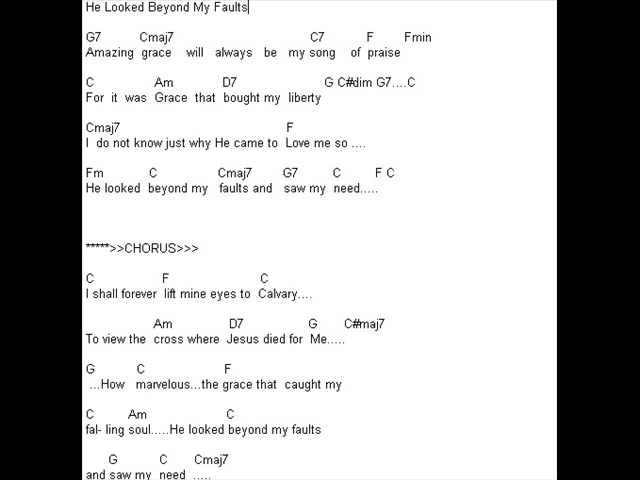 He Looked Beyond My Faults
G7 Cmaj7 C7 F Fmin
Amazing grace will always be my song of praise
C Am D7 G C#dim G7....C
For it was Grace that bought my liberty
Cmaj7 F
I do not know just why He came to Love me so ....
Fm C Cmaj7 G7 C F C
He looked beyond my faults and saw my need.....
*****>>CHORUS>>>
C F C
I shall forever lift mine eyes to Calvary....
Am D7 G C#maj7
To view the cross where Jesus died for Me.....
G C F
...How marvelous...the grace that caught my
C Am C
fal- ling soul.....He looked beyond my faults
G C Cmaj7
and saw my need .....